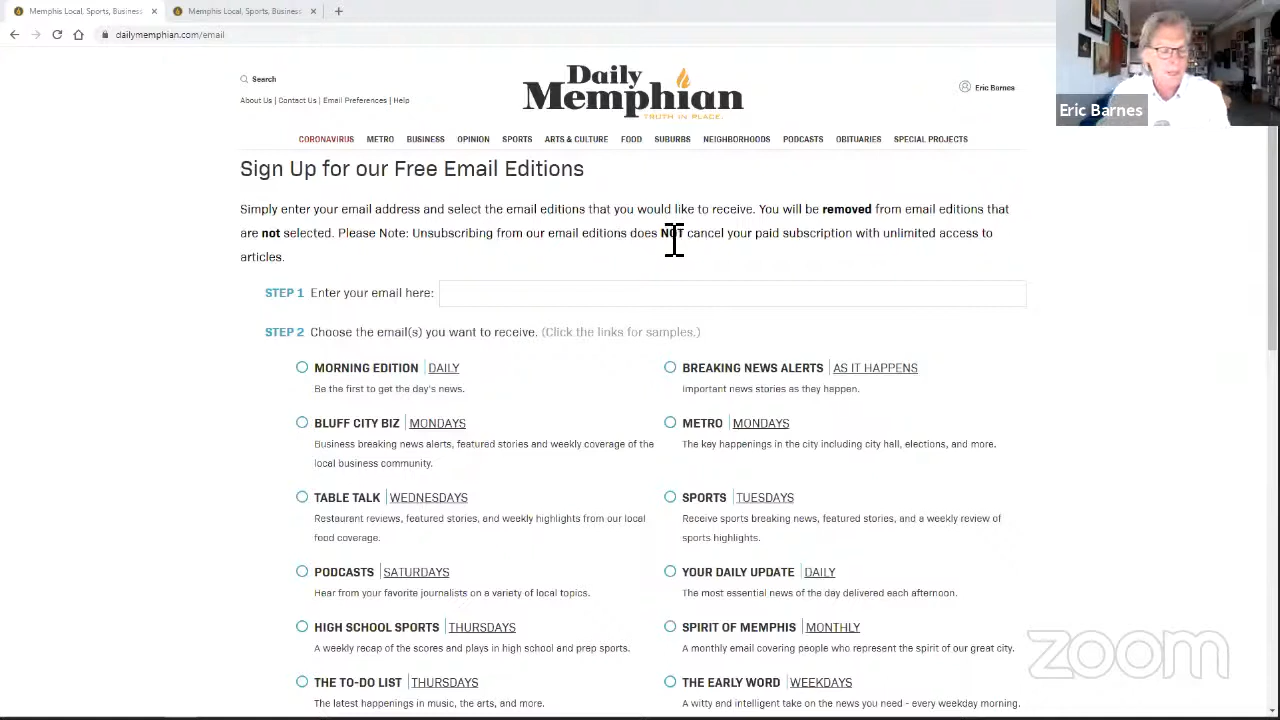 Memphis Local, Sports, Business
Memphis Local, Sports, Business
dailymemphian.com/email
Search
About Us | Contact Us | Email Preferences | Help
Daily
Memphian
TRUTH IN PLACE.
Eric Barnes
Eric Barnes
CORONAVIRUS METRO BUSINESS OPINION SPORTS ARTS & CULTURE FOOD SUBURBS NEIGHBORHOODS PODCASTS OBITUARIES SPECIAL PROJECTS
Sign Up for our Free Email Editions
Simply enter your email address and select the email editions that you would like to receive. You will be removed from email editions that
are not selected. Please Note: Unsubscribing from our email editions does NOT cancel your paid subscription with unlimited access to
articles.
STEP 1 Enter your email here:
STEP 2 Choose the email(s) you want to receive. (Click the links for samples.)
MORNING EDITION | DAILY
Be the first to get the day's news.
BREAKING NEWS ALERTS | AS IT HAPPENS
Important news stories as they happen.
BLUFF CITY BIZ | MONDAYS
Business breaking news alerts, featured stories and weekly coverage of the
local business community.
METRO | MONDAYS
The key happenings in the city including city hall, elections, and more.
TABLE TALK | WEDNESDAYS
Restaurant reviews, featured stories, and weekly highlights from our local
food coverage.
SPORTS | TUESDAYS
Receive sports breaking news, featured stories, and a weekly review of
sports highlights.
PODCASTS | SATURDAYS
Hear from your favorite journalists on a variety of local topics.
YOUR DAILY UPDATE | DAILY
The most essential news of the day delivered each afternoon.
HIGH SCHOOL SPORTS | THURSDAYS
A weekly recap of the scores and plays in high school and prep sports.
SPIRIT OF MEMPHIS | MONTHLY
A monthly email covering people who represent the spirit of our great city.
THE TO-DO LIST | THURSDAYS
The latest happenings in music, the arts, and more.
THE EARLY WORD | WEEKDAYS
A witty and intelligent take on the news you need - every weekday morning.
zoom